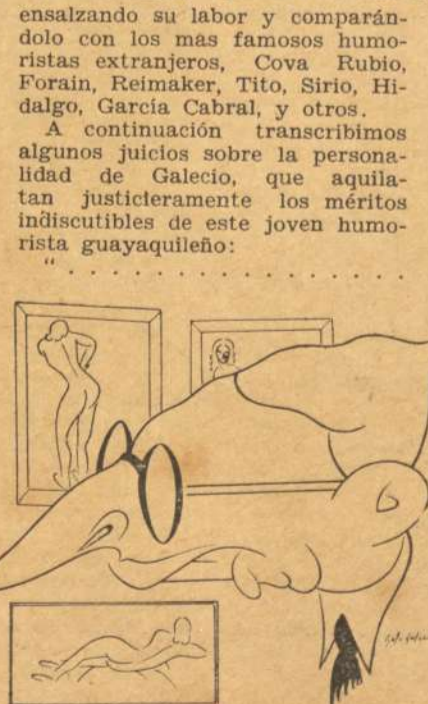 ensalzando su labor y comparán-
dolo con los mas famosos humo-
ristas extranjeros, Cova Rubio,
Forain, Reimaker, Tito, Sirio, Hi-
dalgo, García Cabral, y otros.
A continuación transcribimos
algunos juicios sobre la persona-
lidad de Galecio, que aquila-
tan justicieramente los méritos
indiscutibles de este joven humo-
rista guayaquileño:
" . . . . . . . . . . . . . . . . .